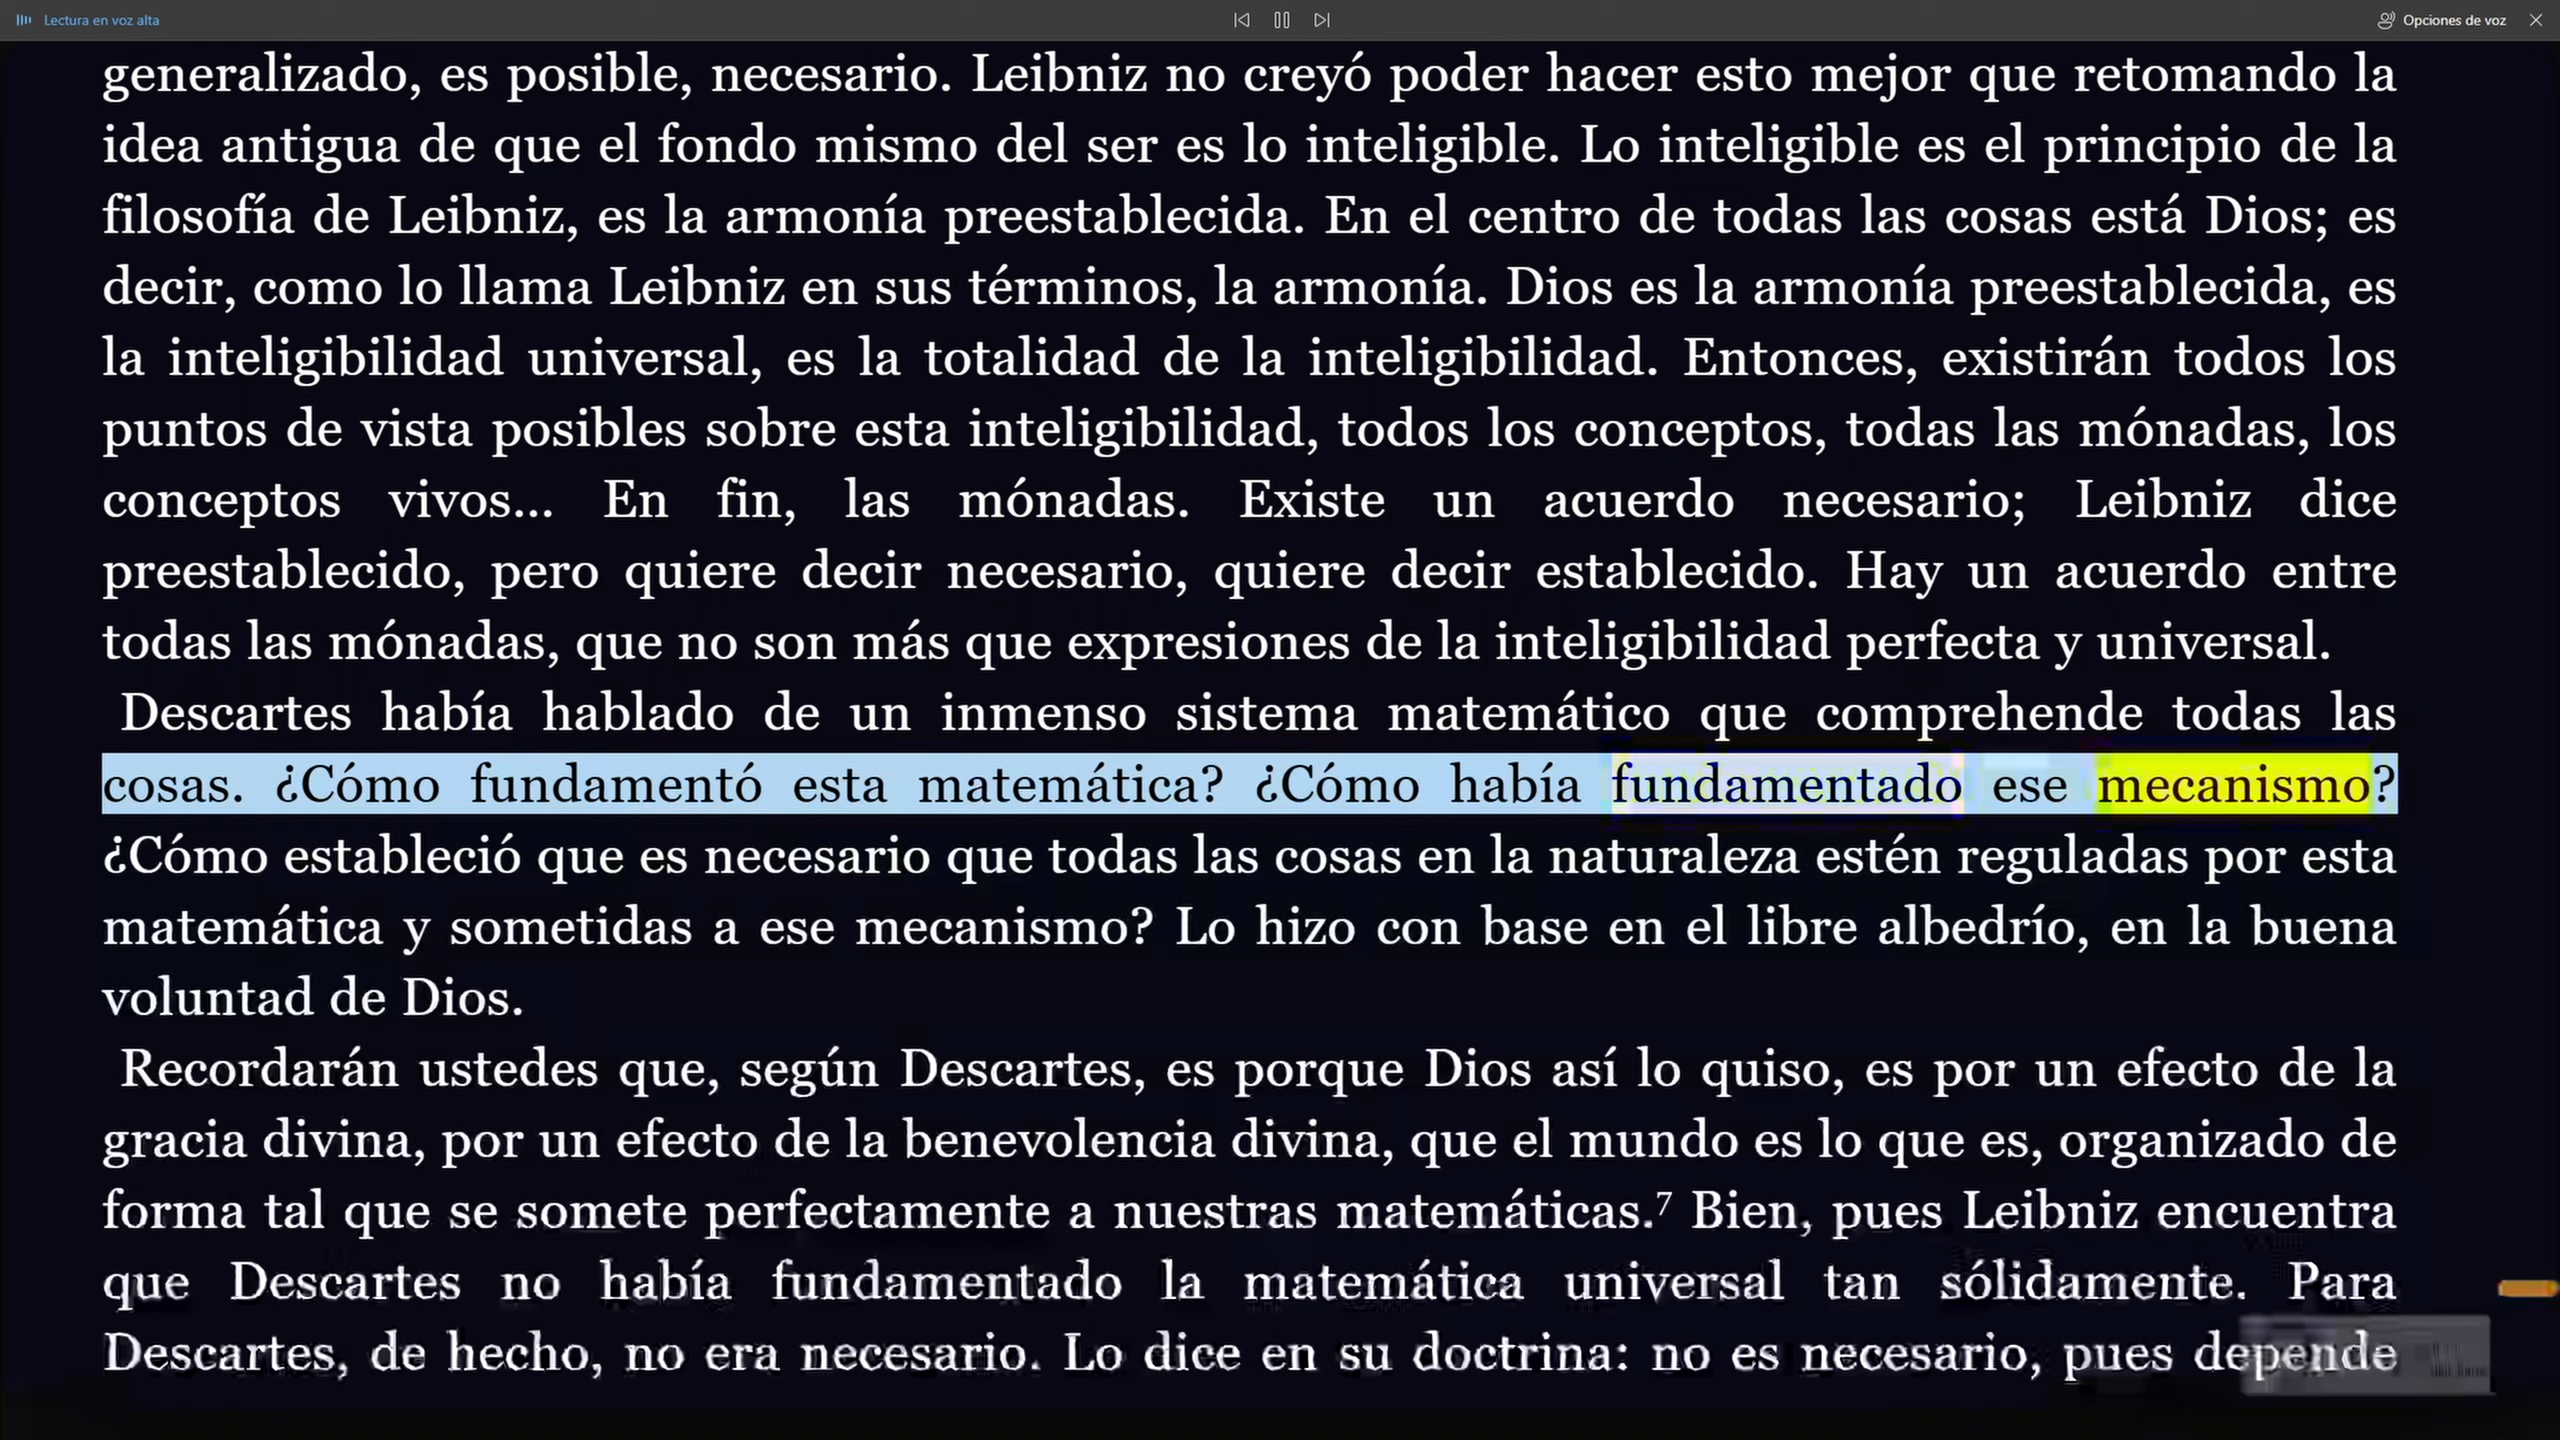 Lectura en voz alta
Opciones de voz
generalizado, es posible, necesario. Leibniz no creyó poder hacer esto mejor que retomando la
idea antigua de que el fondo mismo del ser es lo inteligible. Lo inteligible es el principio de la
filosofía de Leibniz, es la armonía preestablecida. En el centro de todas las cosas está Dios; es
decir, como lo llama Leibniz en sus términos, la armonía. Dios es la armonía preestablecida, es
la inteligibilidad universal, es la totalidad de la inteligibilidad. Entonces, existirán todos los
puntos de vista posibles sobre esta inteligibilidad, todos los conceptos, todas las mónadas, los
conceptos vivos... En fin, las mónadas. Existe un acuerdo necesario; Leibniz dice
preestablecido, pero quiere decir necesario, quiere decir establecido. Hay un acuerdo entre
todas las mónadas, que no son más que expresiones de la inteligibilidad perfecta y universal.
Descartes había hablado de un inmenso sistema matemático que comprehende todas las
cosas. ¿Cómo fundamentó esta matemática? ¿Cómo había fundamentado ese mecanismo?
¿Cómo estableció que es necesario que todas las cosas en la naturaleza estén reguladas por esta
matemática y sometidas a ese mecanismo? Lo hizo con base en el libre albedrío, en la buena
voluntad de Dios.
Recordarán ustedes que, según Descartes, es porque Dios así lo quiso, es por un efecto de la
gracia divina, por un efecto de la benevolencia divina, que el mundo es lo que es, organizado de
forma tal que se somete perfectamente a nuestras matemáticas.⁷ Bien, pues Leibniz encuentra
que Descartes no había fundamentado la matemática universal tan sólidamente. Para
Descartes, de hecho, no era necesario. Lo dice en su doctrina: no es necesario, pues depende